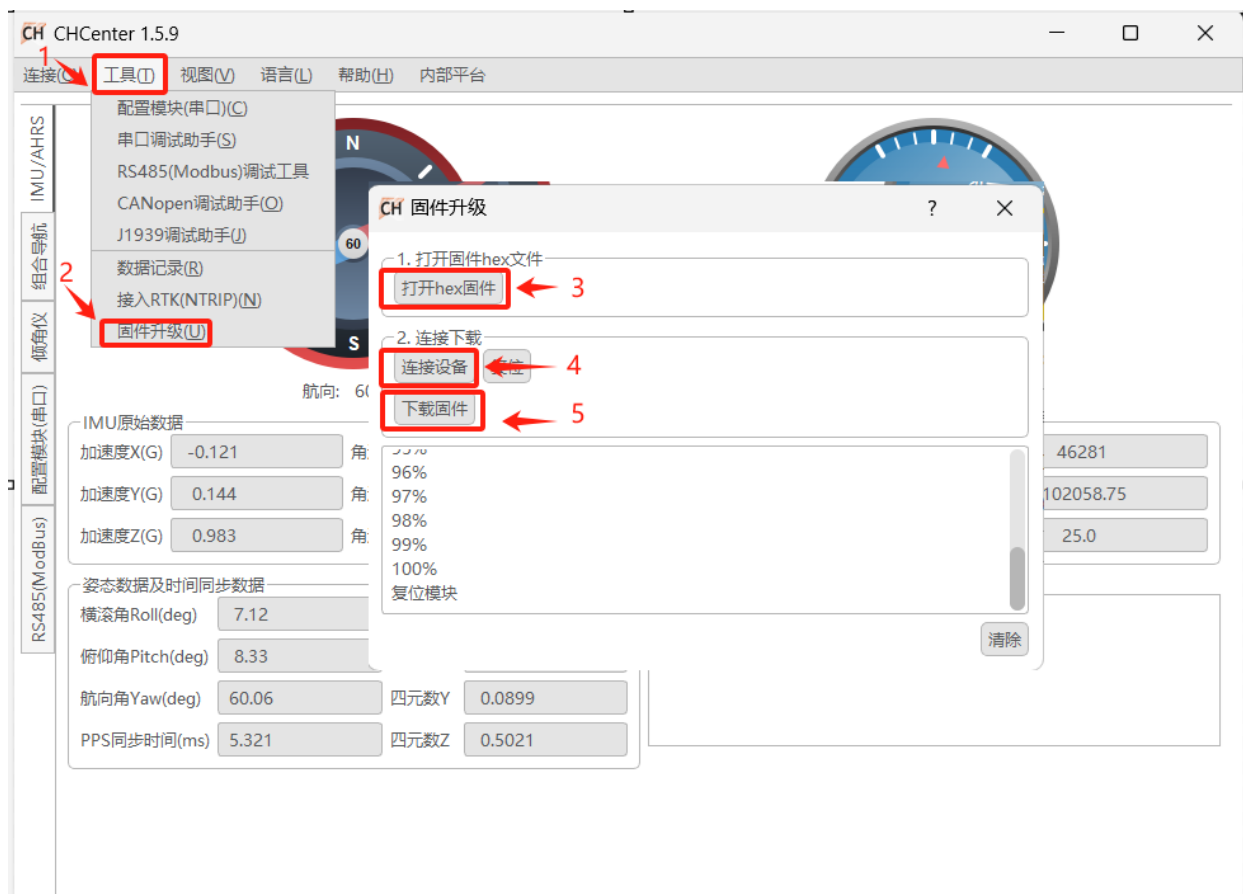 CH CHCenter 1.5.9
1
连接( 工具(T) 视图(V) 语言(L) 帮助(H) 内部平台
配置模块(串口)(C)
串口调试助手(S)
RS485(Modbus)调试工具
CANopen调试助手(O)
J1939调试助手(J)
数据记录(R)
接入RTK(NTRIP)(N)
固件升级(U)
2
IMU/AHRS
组合导航
倾角仪
配置模块(串口)
RS485(ModBus)
N
60
S
航向: 60
CH 固件升级 ?
1. 打开固件hex文件
打开hex固件 3
2. 连接下载
连接设备 复位 4
下载固件 5
95%
96%
97%
98%
99%
100%
复位模块
清除
IMU原始数据
加速度X(G) -0.121 角 46281
加速度Y(G) 0.144 角 102058.75
加速度Z(G) 0.983 角 25.0
姿态数据及时间同步数据
横滚角Roll(deg) 7.12
俯仰角Pitch(deg) 8.33
航向角Yaw(deg) 60.06 四元数Y 0.0899
PPS同步时间(ms) 5.321 四元数Z 0.5021